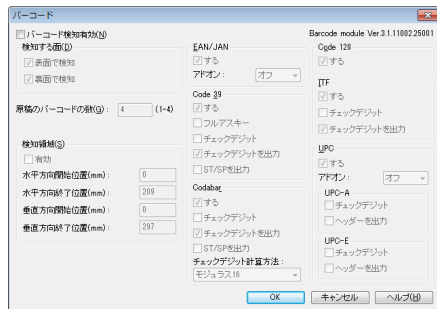 バーコード
バーコード検知有効(N)
検知する面(D)
表面で検知
裏面で検知
原稿のバーコードの数(G): 4 (1-4)
検知領域(S)
有効
水平方向開始位置(mm): 0
水平方向終了位置(mm): 209
垂直方向開始位置(mm): 0
垂直方向終了位置(mm): 297
EAN/JAN
する
アドオン: オフ
Code 39
する
フルアスキー
チェックデジット
チェックデジットを出力
ST/SPを出力
Codabar
する
チェックデジット
チェックデジットを出力
ST/SPを出力
チェックデジット計算方法:
モジュラス16
Barcode module Ver.3.1.11002.25001
Code 128
する
ITF
する
チェックデジット
チェックデジットを出力
UPC
する
アドオン: オフ
UPC-A
チェックデジット
ヘッダーを出力
UPC-E
チェックデジット
ヘッダーを出力
OK キャンセル ヘルプ(H)